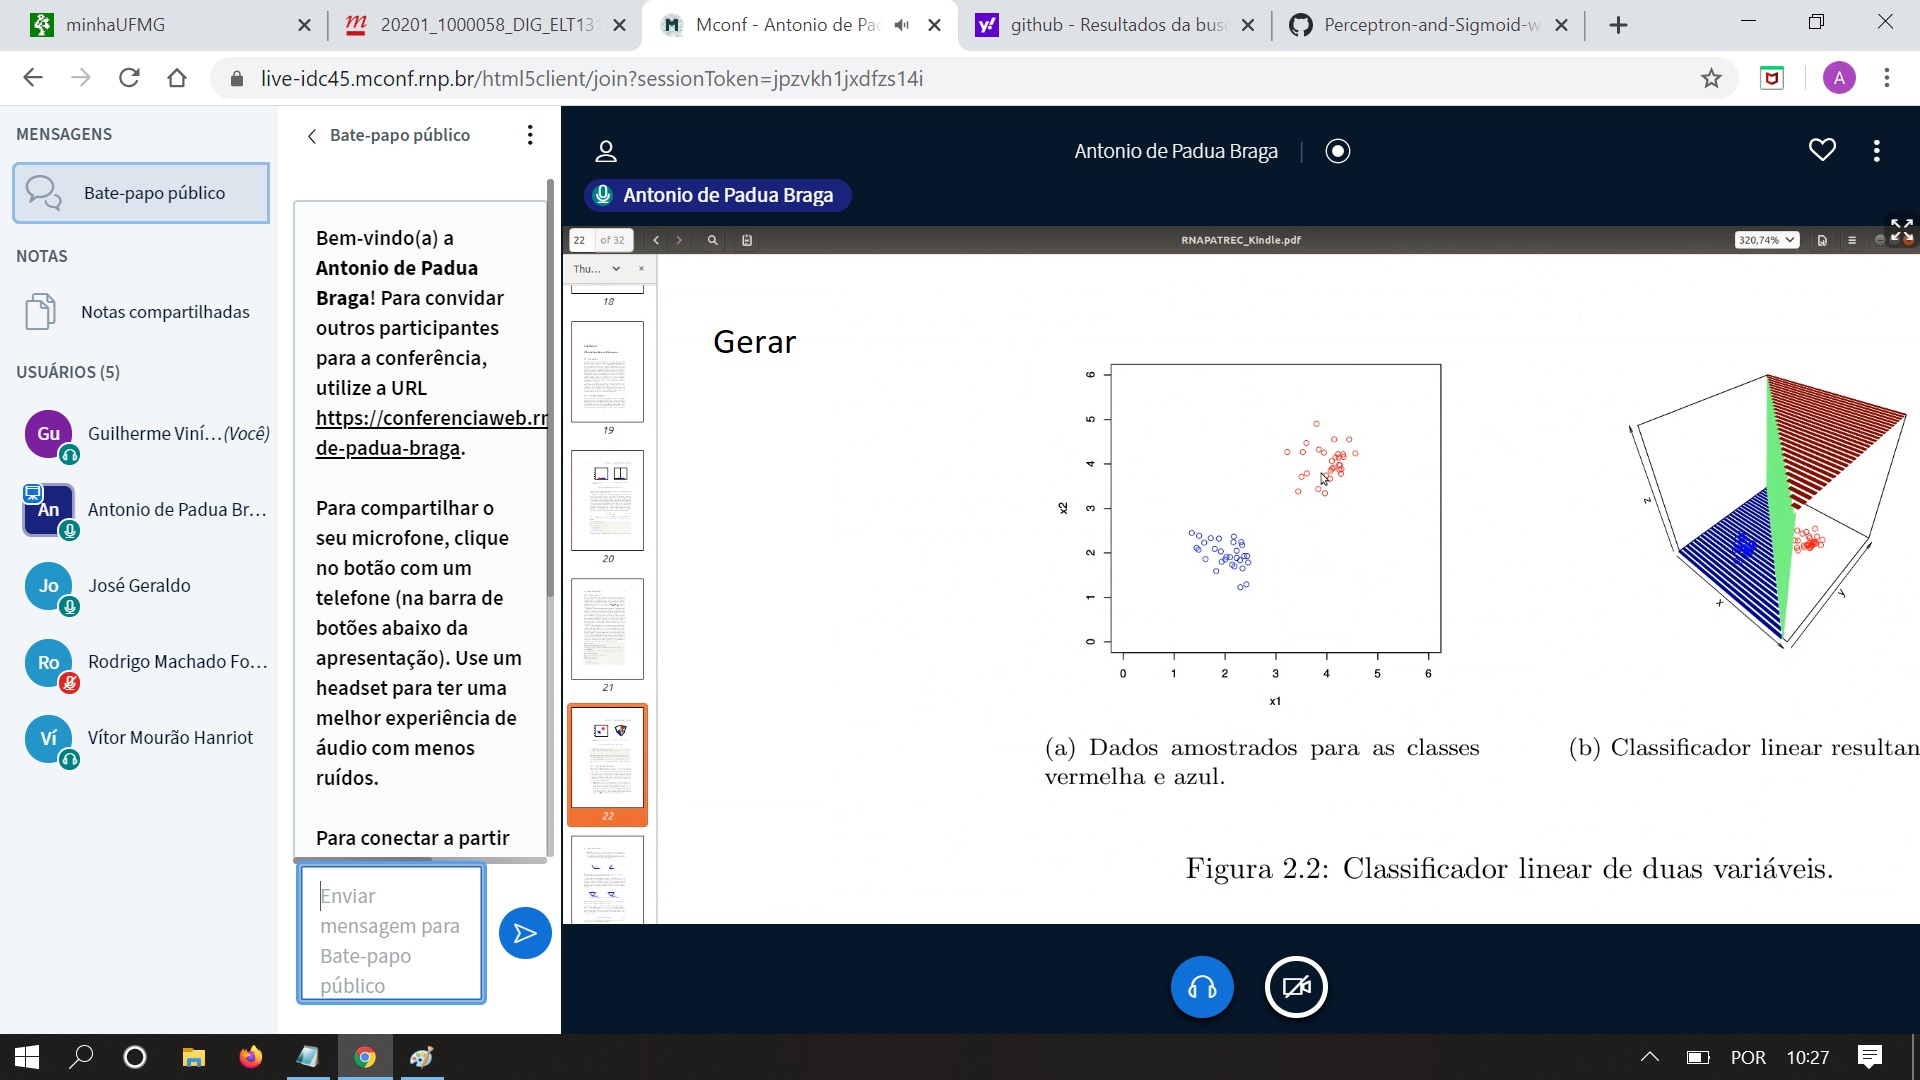 minhaUFMG
20201_1000058_DIG_ELT13
Mconf - Antonio de Pa
github - Resultados da bus
Perceptron-and-Sigmoid-w
live-idc45.mconf.rnp.br/html5client/join?sessionToken=jpzvkh1jxdfzs14i
A
MENSAGENS
Bate-papo público
NOTAS
Notas compartilhadas
USUÁRIOS (5)
Gu
Guilherme Viní... (Você)
An
Antonio de Padua Br...
Jo
José Geraldo
Ro
Rodrigo Machado Fo...
Ví
Vítor Mourão Hanriot
Bate-papo público
Bem-vindo(a) a
Antonio de Padua
Braga! Para convidar
outros participantes
para a conferência,
utilize a URL
https://conferenciaweb.rn
de-padua-braga.
Para compartilhar o
seu microfone, clique
no botão com um
telefone (na barra de
botões abaixo da
apresentação). Use um
headset para ter uma
melhor experiência de
áudio com menos
ruídos.
Para conectar a partir
Enviar
mensagem para
Bate-papo
público
Antonio de Padua Braga
Antonio de Padua Braga
22 of 32
RNAPATREC_Kindle.pdf
320,74%
Thu...
18
19
20
21
22
Gerar
6
5
4
3
2
1
0
x2
0 1 2 3 4 5 6
x1
z
x
y
(a) Dados amostrados para as classes
vermelha e azul.
(b) Classificador linear resultan
Figura 2.2: Classificador linear de duas variáveis.
POR
10:27